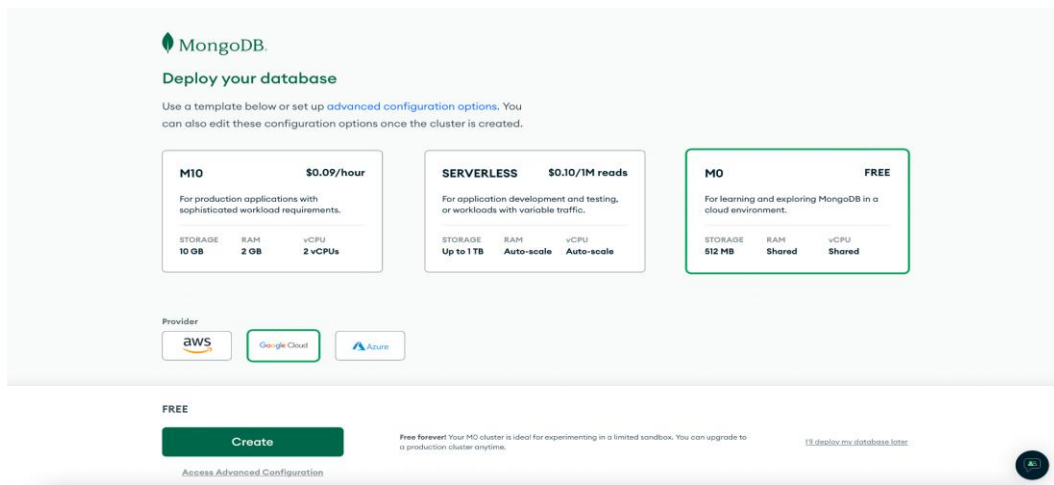 MongoDB.
Deploy your database
Use a template below or set up advanced configuration options. You
can also edit these configuration options once the cluster is created.
M10 $0.09/hour
For production applications with
sophisticated workload requirements.
STORAGE RAM vCPU
10 GB 2 GB 2 vCPUs
SERVERLESS $0.10/1M reads
For application development and testing,
or workloads with variable traffic.
STORAGE RAM vCPU
Up to 1 TB Auto-scale Auto-scale
M0 FREE
For learning and exploring MongoDB in a
cloud environment.
STORAGE RAM vCPU
512 MB Shared Shared
Provider
aws
Google Cloud
Azure
FREE
Create
Access Advanced Configuration
Free forever! Your M0 cluster is ideal for experimenting in a limited sandbox. You can upgrade to
a production cluster anytime.
I'll deploy my database later